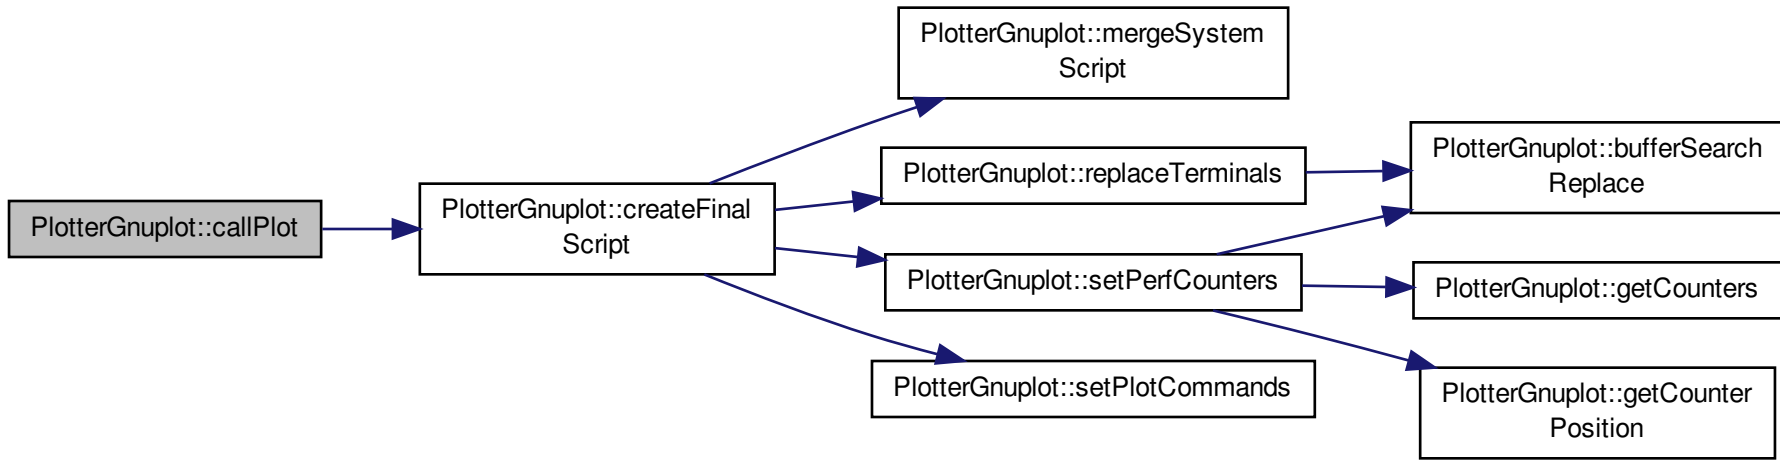 PlotterGnuplot::callPlot
PlotterGnuplot::createFinal
Script
PlotterGnuplot::mergeSystem
Script
PlotterGnuplot::replaceTerminals
PlotterGnuplot::setPerfCounters
PlotterGnuplot::setPlotCommands
PlotterGnuplot::bufferSearch
Replace
PlotterGnuplot::getCounters
PlotterGnuplot::getCounter
Position